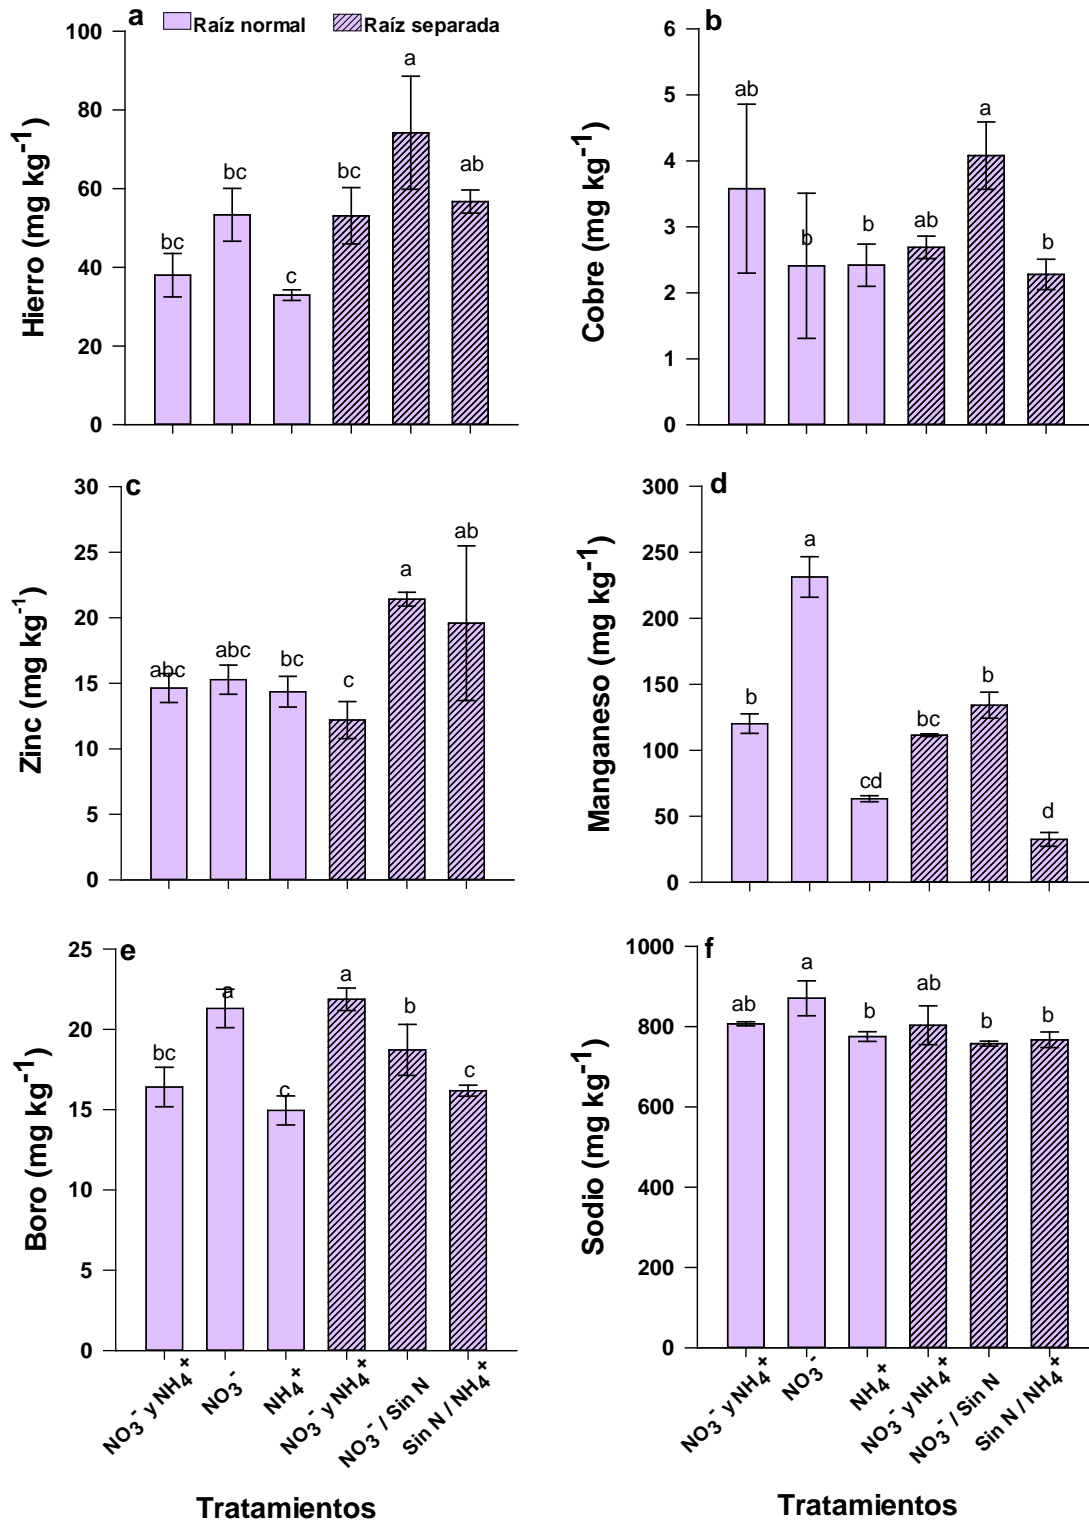 a
Raíz normal
Raíz separada
Hierro (mg kg-1)
100
80
60
40
20
0
bc
bc
c
bc
a
ab
b
Cobre (mg kg-1)
6
5
4
3
2
1
0
ab
b
b
ab
a
b
c
Zinc (mg kg-1)
30
25
20
15
10
5
0
abc
abc
bc
c
a
ab
d
Manganeso (mg kg-1)
300
250
200
150
100
50
0
b
a
cd
bc
b
d
e
Boro (mg kg-1)
25
20
15
10
5
0
bc
a
c
a
b
c
NO3- y NH4+
NO3-
NH4+
NO3- y NH4+
NO3- / Sin N
Sin N / NH4+
Tratamientos
f
Sodio (mg kg-1)
1000
800
600
400
200
0
ab
a
b
ab
b
b
NO3- y NH4+
NO3-
NH4+
NO3- y NH4+
NO3- / Sin N
Sin N / NH4+
Tratamientos